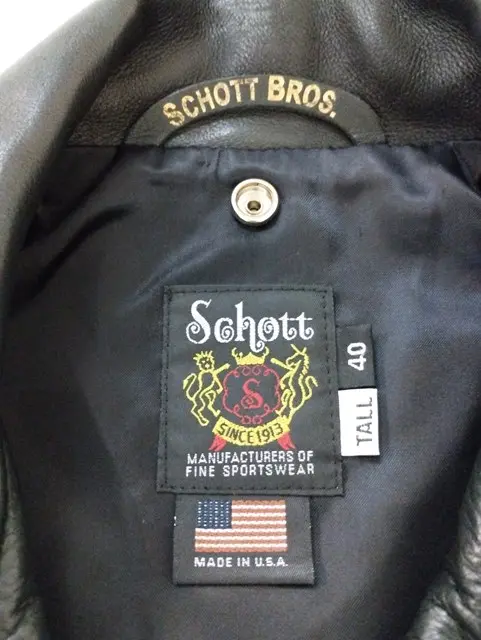 SCHOTT BROS.
Schott
S
SINCE 1913
MANUFACTURERS OF
FINE SPORTSWEAR
40
TALL
MADE IN U.S.A.